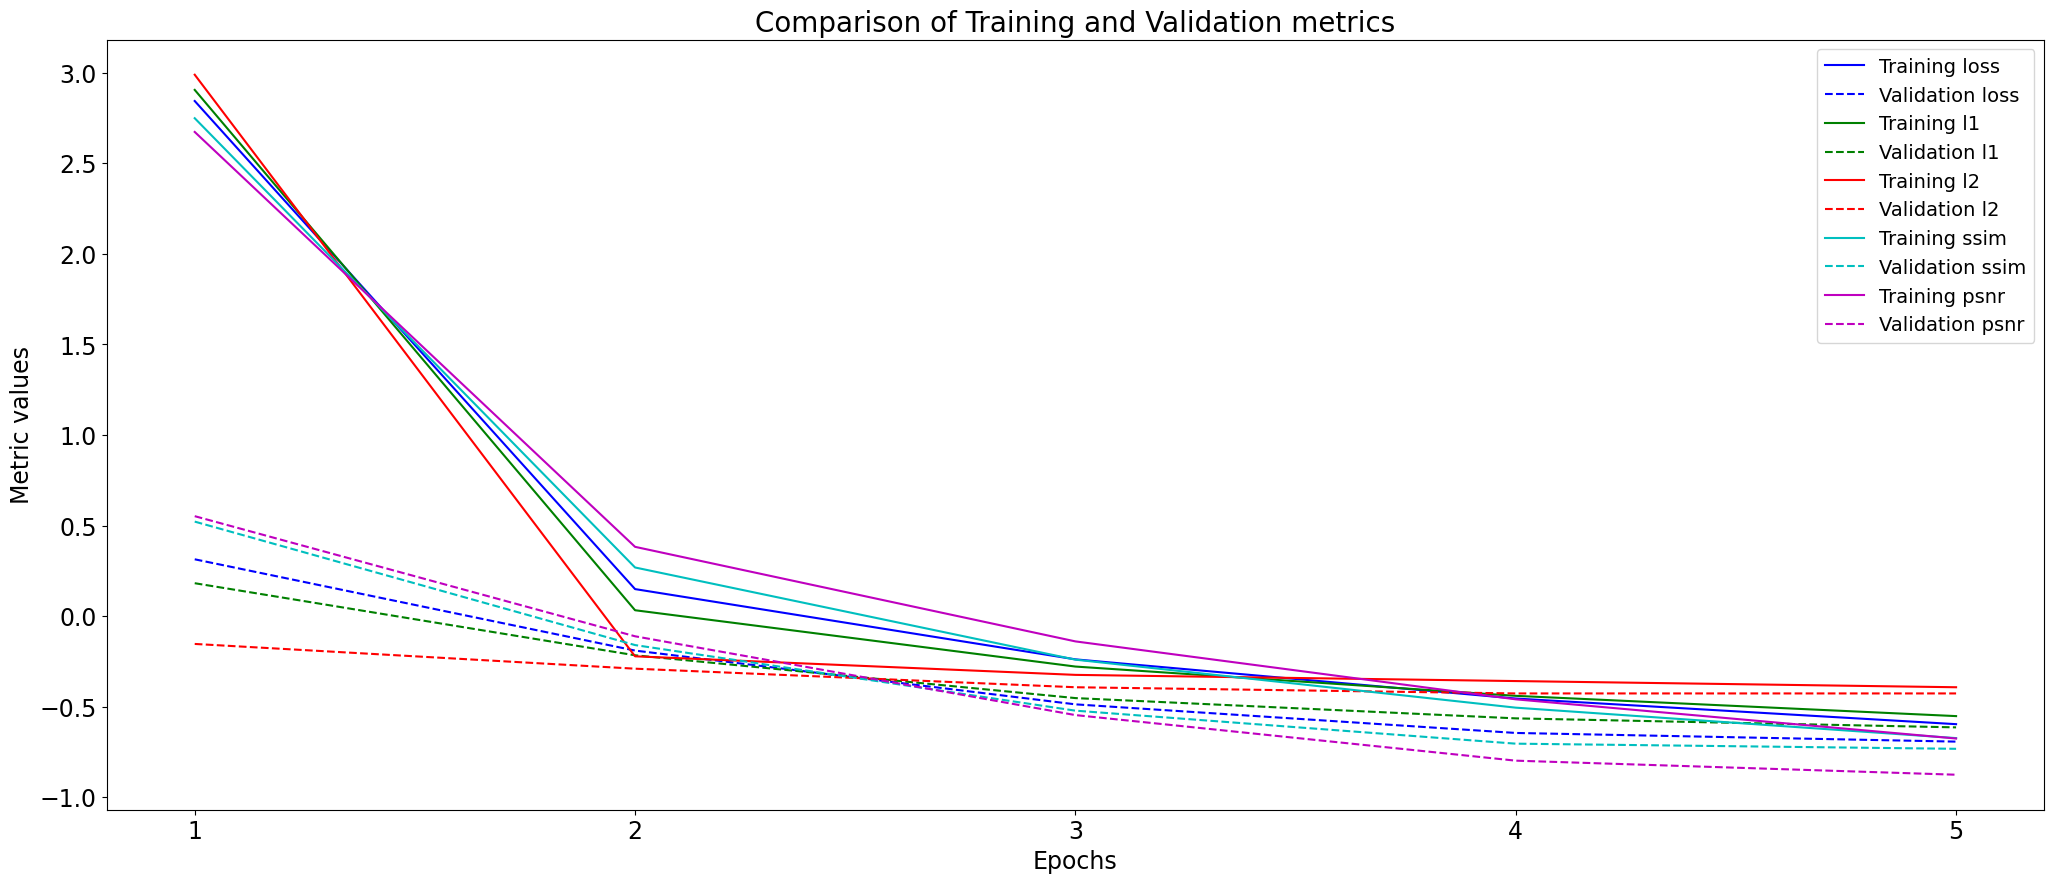 Comparison of Training and Validation metrics
3.0
2.5
2.0
1.5
1.0
0.5
0.0
−0.5
−1.0
Metric values
Training loss
Validation loss
Training l1
Validation l1
Training l2
Validation l2
Training ssim
Validation ssim
Training psnr
Validation psnr
1 2 3 4 5
Epochs